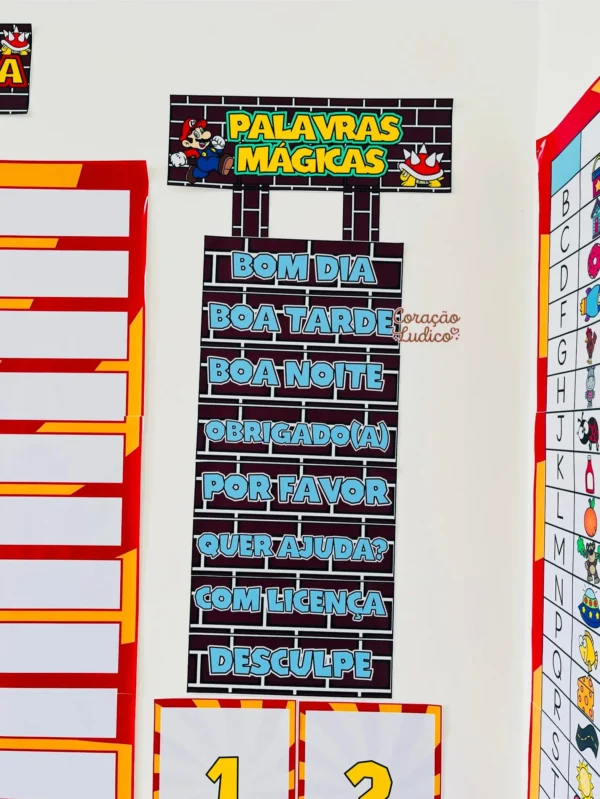 A
PALAVRAS
MÁGICAS
BOM DIA
BOA TARDE
BOA NOITE
OBRIGADO(A)
POR FAVOR
QUER AJUDA?
COM LICENÇA
DESCULPE
Coração
Ludico
1
2
B
C
D
F
G
H
J
K
L
M
N
P
Q
R
S
T